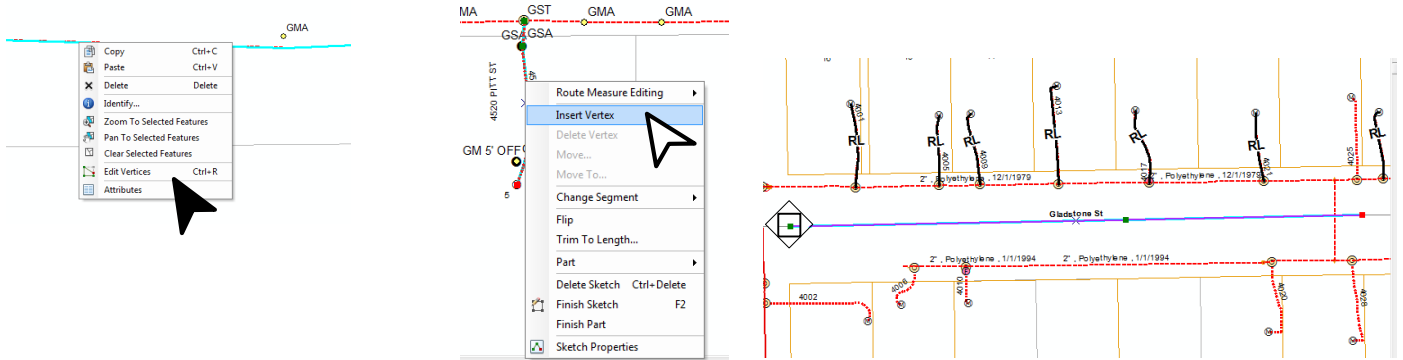 GMA
Copy Ctrl+C
Paste Ctrl+V
Delete Delete
Identify...
Zoom To Selected Features
Pan To Selected Features
Clear Selected Features
Edit Vertices Ctrl+R
Attributes
MA GST GMA GMA
GSA GSA
45
4520 PITT ST
GM 5' OFF
5
Route Measure Editing
Insert Vertex
Delete Vertex
Move...
Move To...
Change Segment
Flip
Trim To Length...
Part
Delete Sketch Ctrl+Delete
Finish Sketch F2
Finish Part
Sketch Properties
4001
RL
4005
RL
4009
RL
4013
RL
4017
RL
4021
RL
4025
RL
2" , Polyethylene , 12/1/1979
, Polyethylene , 12/1/1979
Gladstone St
2" , Polyethylene , 1/1/1994
2" , Polyethylene , 1/1/1994
4002
4006
4010
4020
4028